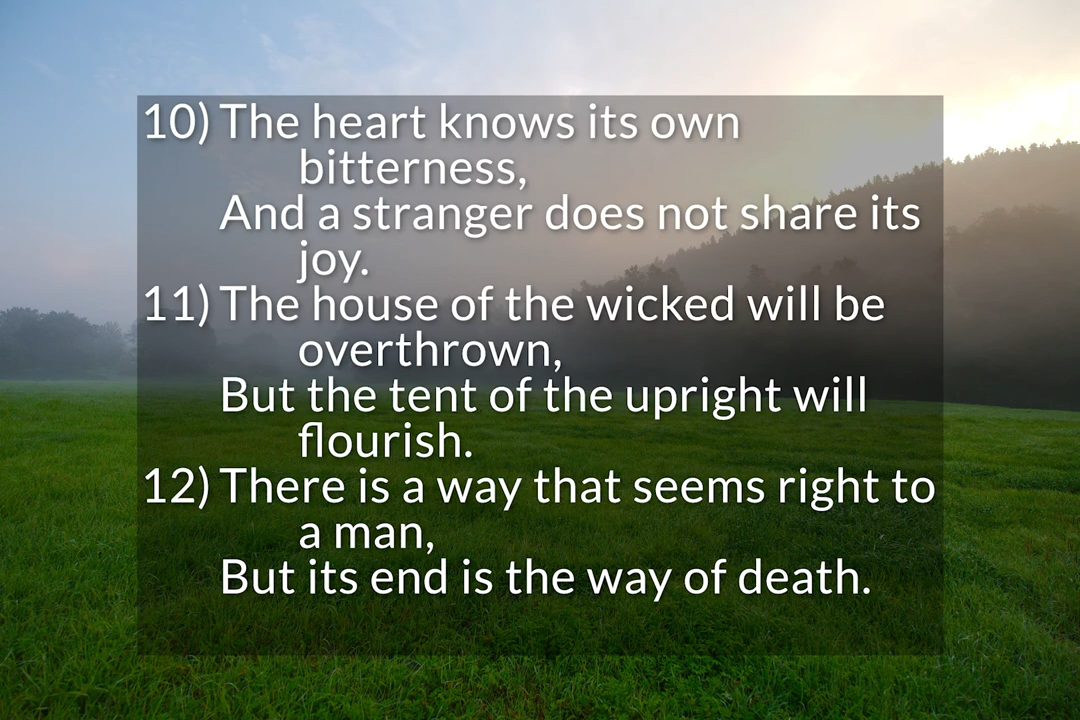 10) The heart knows its own
bitterness,
And a stranger does not share its
joy.
11) The house of the wicked will be
overthrown,
But the tent of the upright will
flourish.
12) There is a way that seems right to
a man,
But its end is the way of death.